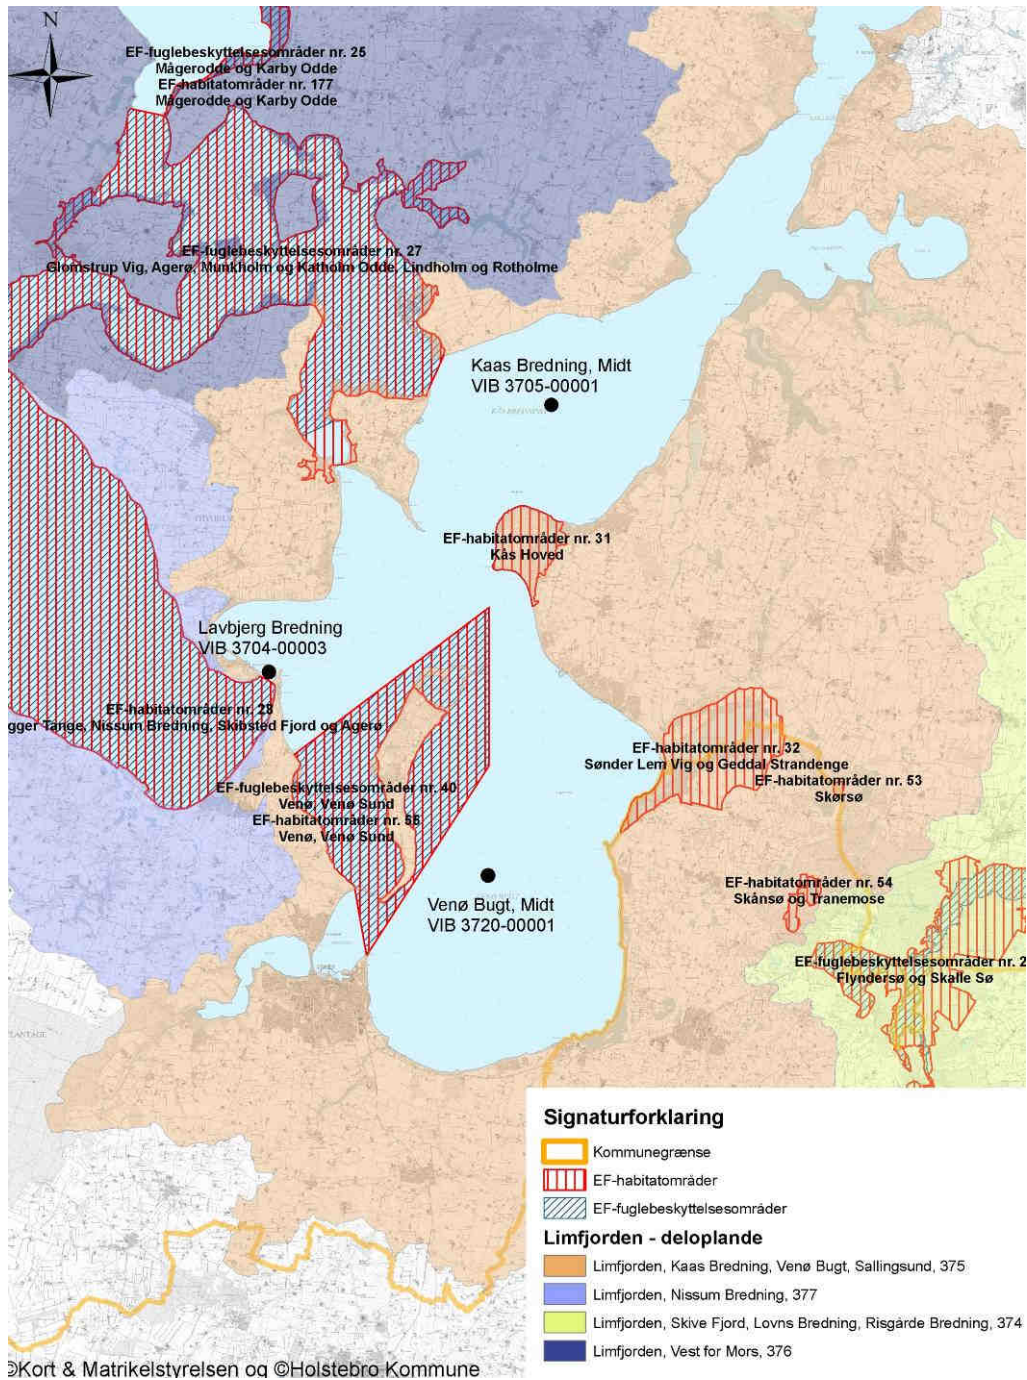 N
EF-fuglebeskyttelsesområder nr. 25
Mågerodde og Karby Odde
EF-habitatområder nr. 177
Mågerodde og Karby Odde
EF-fuglebeskyttelsesområder nr. 27
Glomstrup Vig, Agerø, Munkholm og Katholm Odde, Lindholm og Rotholme
Kaas Bredning, Midt
VIB 3705-00001
EF-habitatområder nr. 31
Kås Hoved
Lavbjerg Bredning
VIB 3704-00003
EF-habitatområder nr. 28
gger Tange, Nissum Bredning, Skibsted Fjord og Agerø
EF-habitatområder nr. 32
Sønder Lem Vig og Geddal Strandenge
EF-habitatområder nr. 53
Skørsø
EF-fuglebeskyttelsesområder nr. 40
Venø, Venø Sund
EF-habitatområder nr. 55
Venø, Venø Sund
EF-habitatområder nr. 54
Skånsø og Tranemose
Venø Bugt, Midt
VIB 3720-00001
EF-fuglebeskyttelsesområder nr. 2
Flyndersø og Skalle Sø
PLANTAGE
Signaturforklaring
Kommunegrænse
EF-habitatområder
EF-fuglebeskyttelsesområder
Limfjorden - deloplande
Limfjorden, Kaas Bredning, Venø Bugt, Sallingsund, 375
Limfjorden, Nissum Bredning, 377
Limfjorden, Skive Fjord, Lovns Bredning, Risgårde Bredning, 374
Limfjorden, Vest for Mors, 376
©Kort & Matrikelstyrelsen og ©Holstebro Kommune